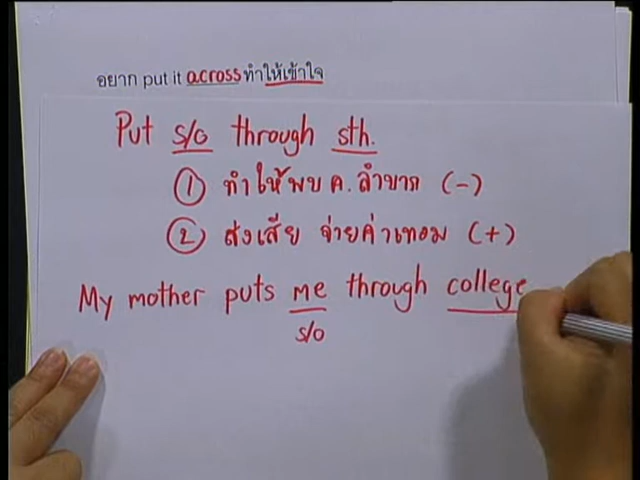 อยาก put it across ทำให้เข้าใจ
Put s/o through sth.
① ทำให้พบ ค.ลำบาก (-)
② ส่งเสีย จ่ายค่าเทอม (+)
My mother puts me through college
s/o